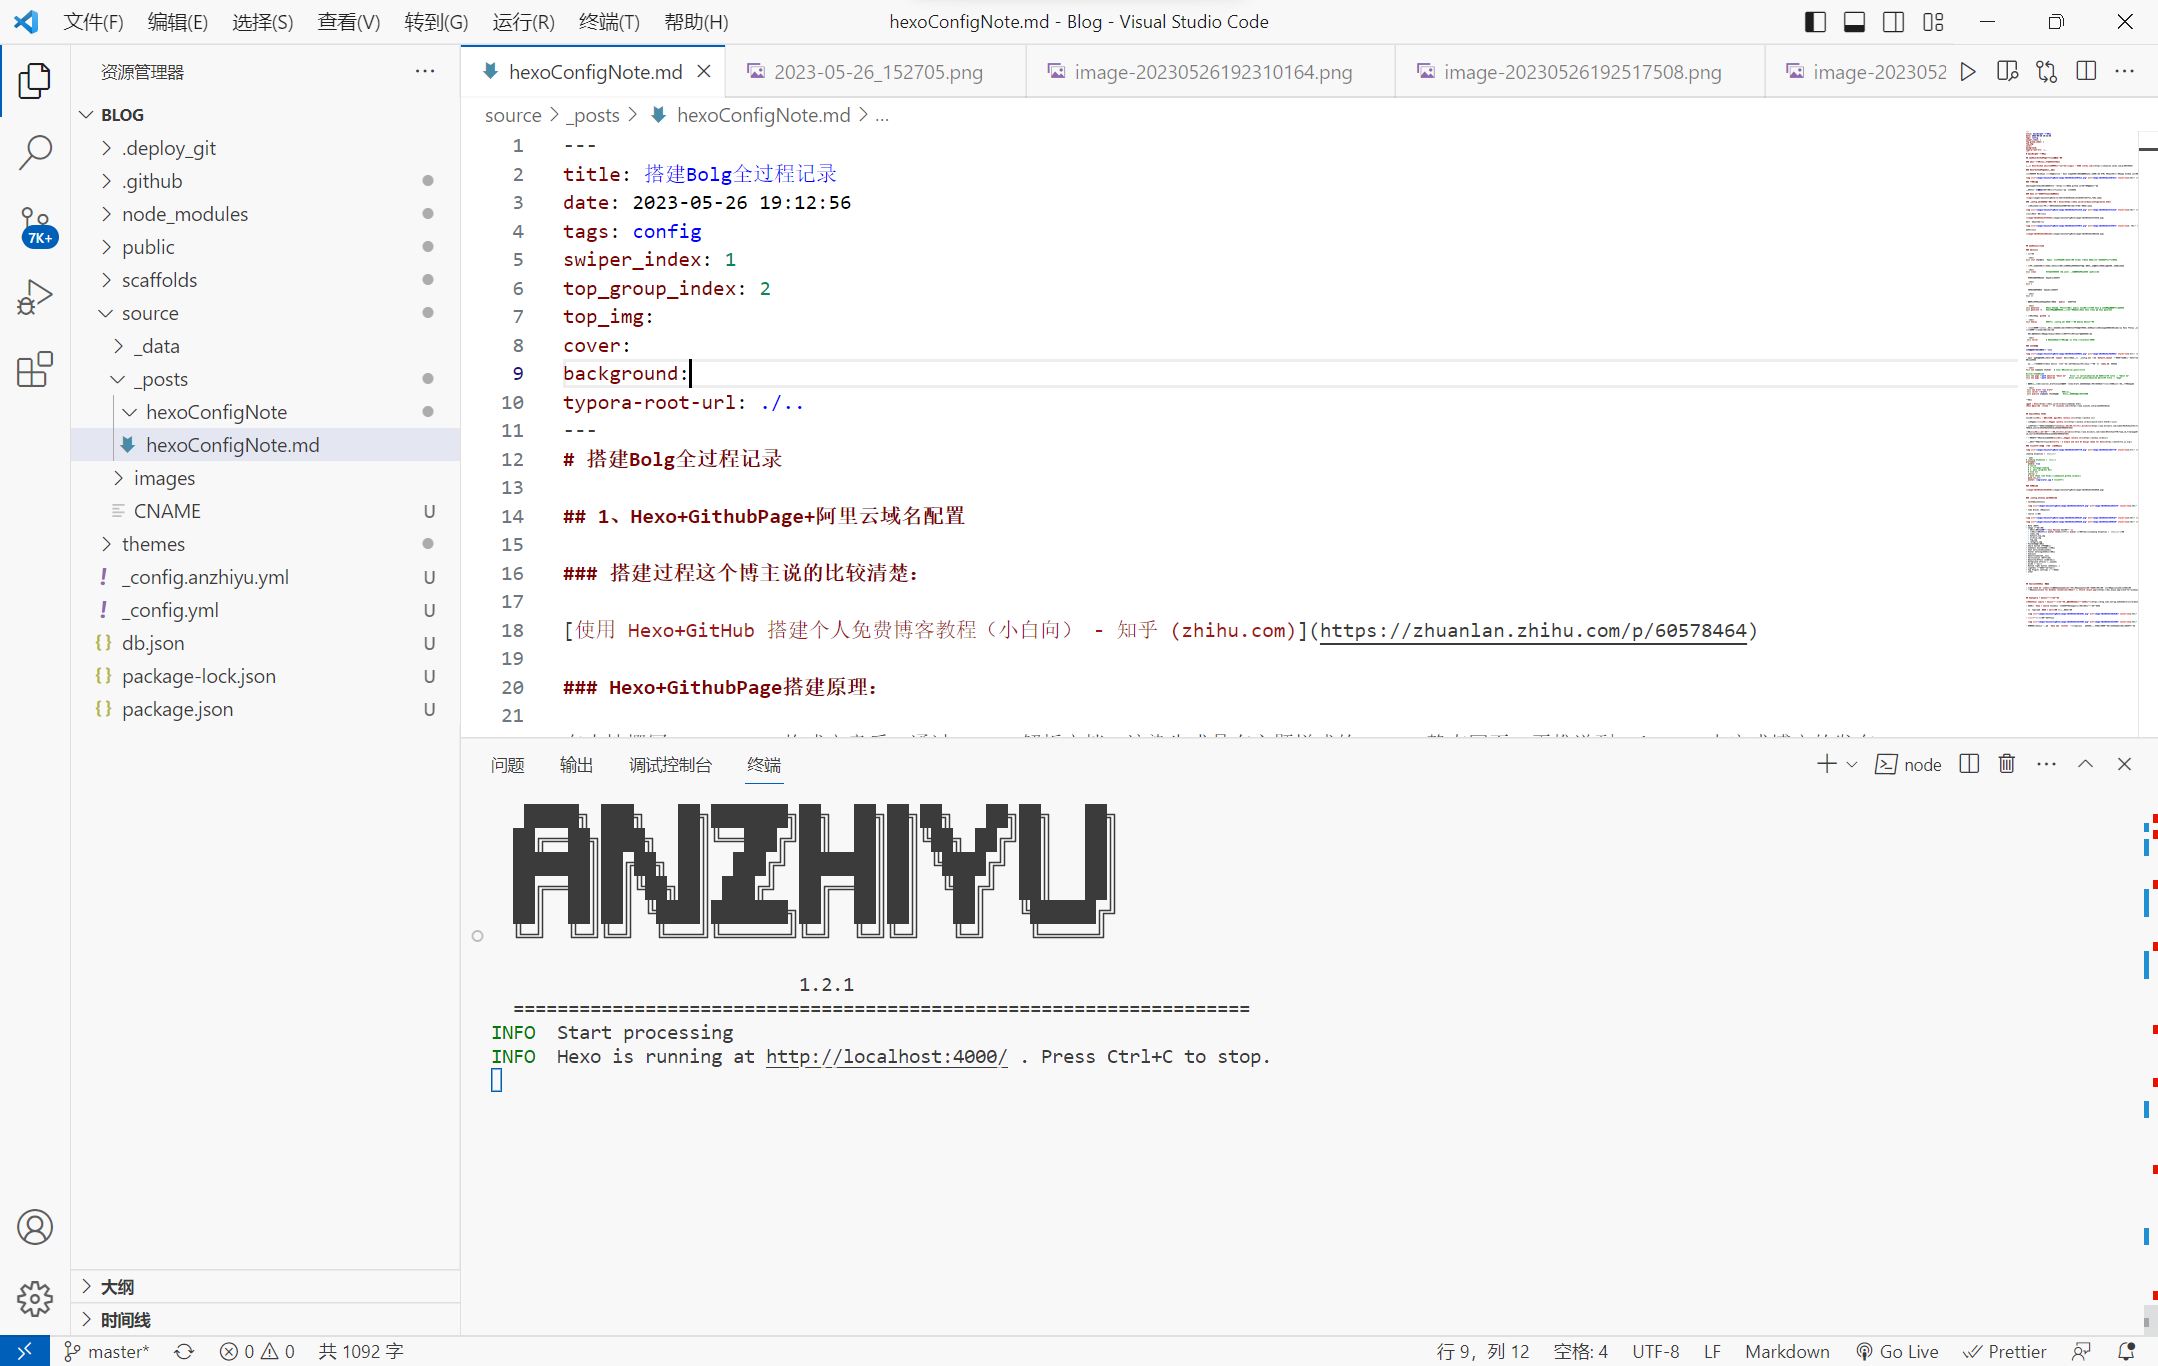 文件(F) 编辑(E) 选择(S) 查看(V) 转到(G) 运行(R) 终端(T) 帮助(H) hexoConfigNote.md - Blog - Visual Studio Code
资源管理器
hexoConfigNote.md 2023-05-26_152705.png image-20230526192310164.png image-20230526192517508.png image-2023052
BLOG
.deploy_git
.github
node_modules
public
scaffolds
source
_data
_posts
hexoConfigNote
hexoConfigNote.md
images
CNAME U
themes
_config.anzhiyu.yml U
_config.yml U
db.json U
package-lock.json U
package.json U
大纲
时间线
7K+
source > _posts > hexoConfigNote.md > ...
1 ---
2 title: 搭建Bolg全过程记录
3 date: 2023-05-26 19:12:56
4 tags: config
5 swiper_index: 1
6 top_group_index: 2
7 top_img:
8 cover:
9 background:
10 typora-root-url: ./..
11 ---
12 # 搭建Bolg全过程记录
13
14 ## 1、Hexo+GithubPage+阿里云域名配置
15
16 ### 搭建过程这个博主说的比较清楚：
17
18 [使用 Hexo+GitHub 搭建个人免费博客教程（小白向） - 知乎 (zhihu.com)](https://zhuanlan.zhihu.com/p/60578464)
19
20 ### Hexo+GithubPage搭建原理：
21
问题 输出 调试控制台 终端 node
ANZHIYU
1.2.1
===================================================================
INFO Start processing
INFO Hexo is running at http://localhost:4000/ . Press Ctrl+C to stop.
master* 0 0 共 1092 字 行 9，列 12 空格: 4 UTF-8 LF Markdown Go Live Prettier